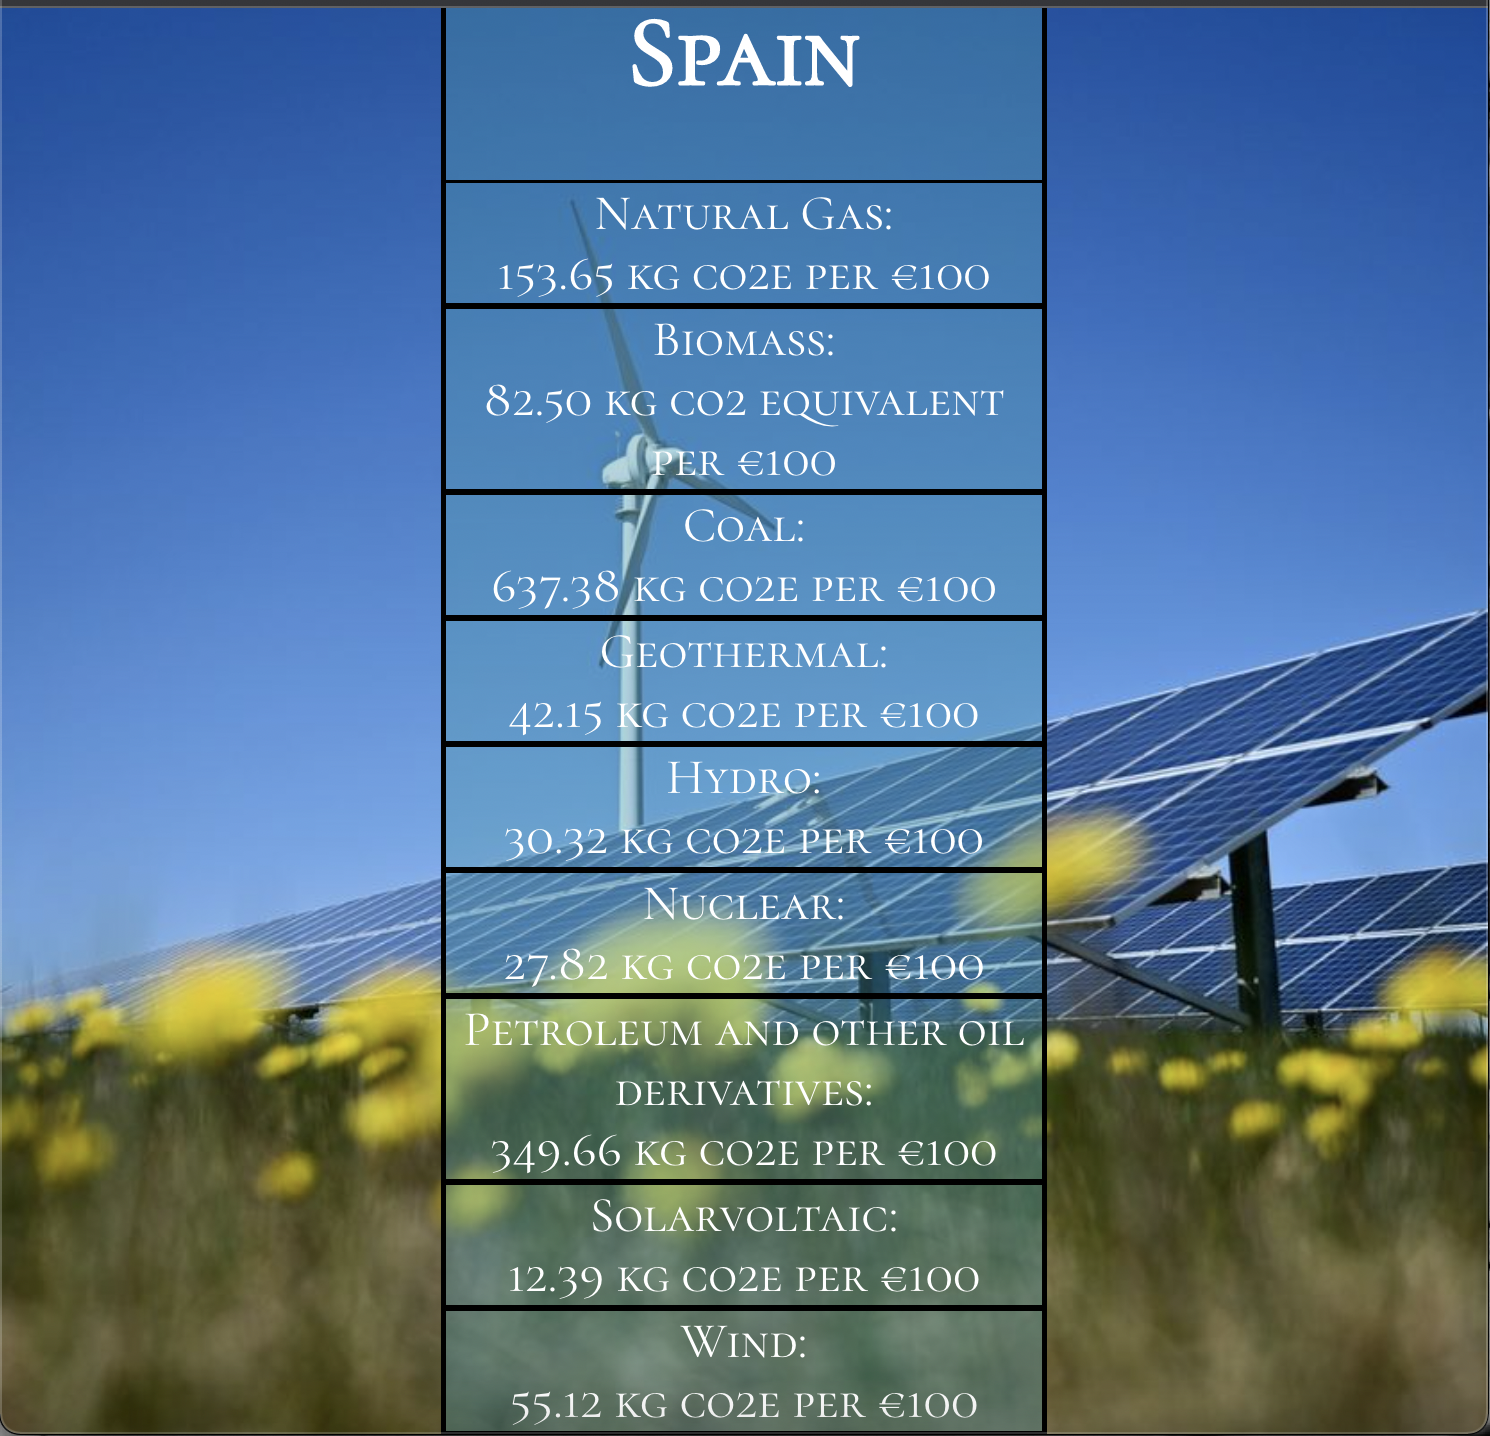 Spain
Natural Gas:
153.65 kg co2e per €100
Biomass:
82.50 kg co2 equivalent
per €100
Coal:
637.38 kg co2e per €100
Geothermal:
42.15 kg co2e per €100
Hydro:
30.32 kg co2e per €100
Nuclear:
27.82 kg co2e per €100
Petroleum and other oil
derivatives:
349.66 kg co2e per €100
Solarvoltaic:
12.39 kg co2e per €100
Wind:
55.12 kg co2e per €100